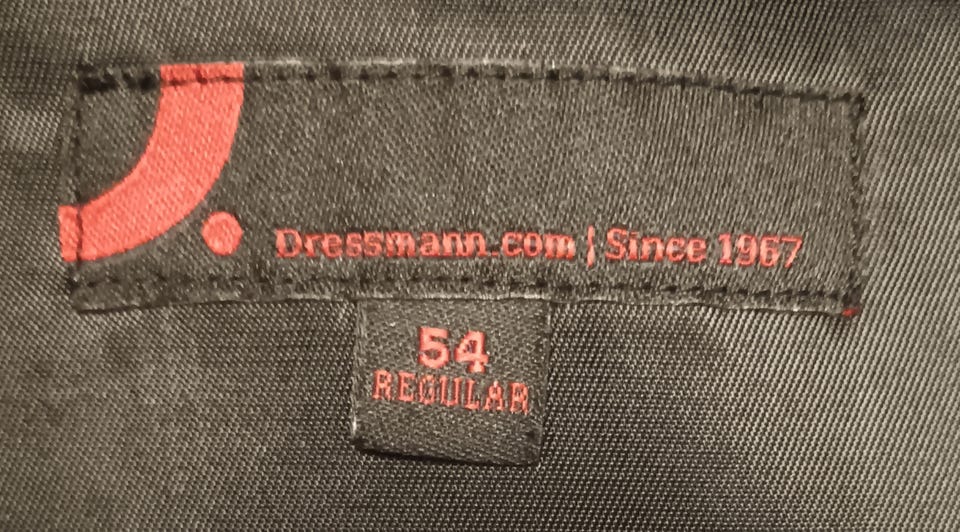 Dressmann.com | Since 1967
54
REGULAR